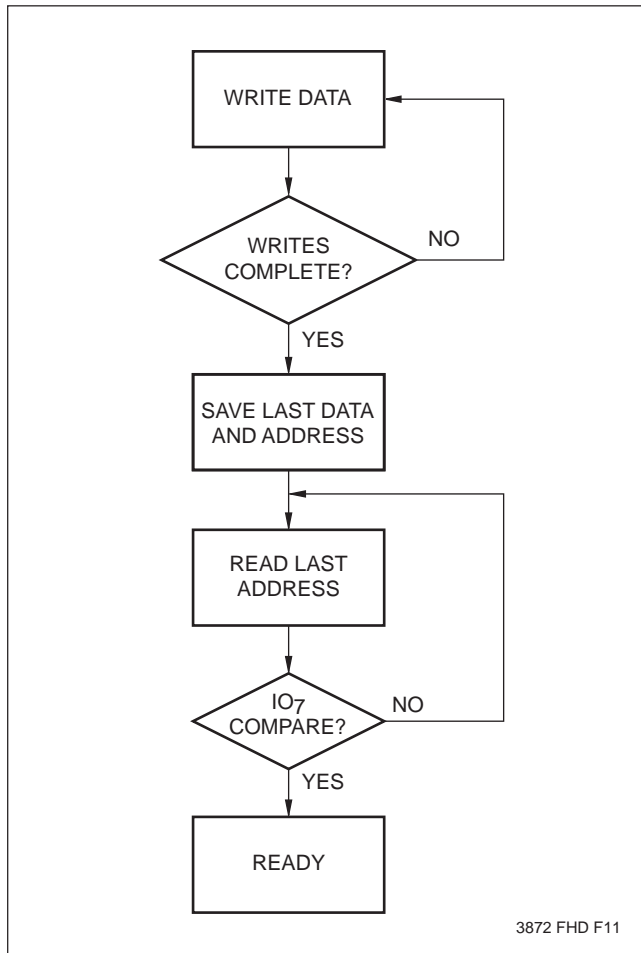 WRITE DATA
WRITES
COMPLETE?
NO
YES
SAVE LAST DATA
AND ADDRESS
READ LAST
ADDRESS
IO7
COMPARE?
NO
YES
READY
3872 FHD F11